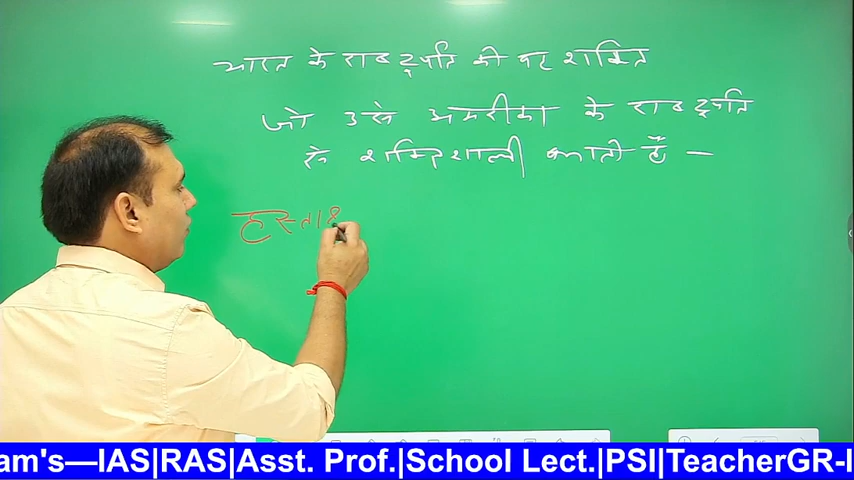 भारत के राष्ट्रपति की वह शक्ति
जो उसे अमरीका के राष्ट्रपति
से शक्तिशाली बनाती है –
हस्ताक्ष
am's—IAS|RAS|Asst. Prof.|School Lect.|PSI|TeacherGR-I